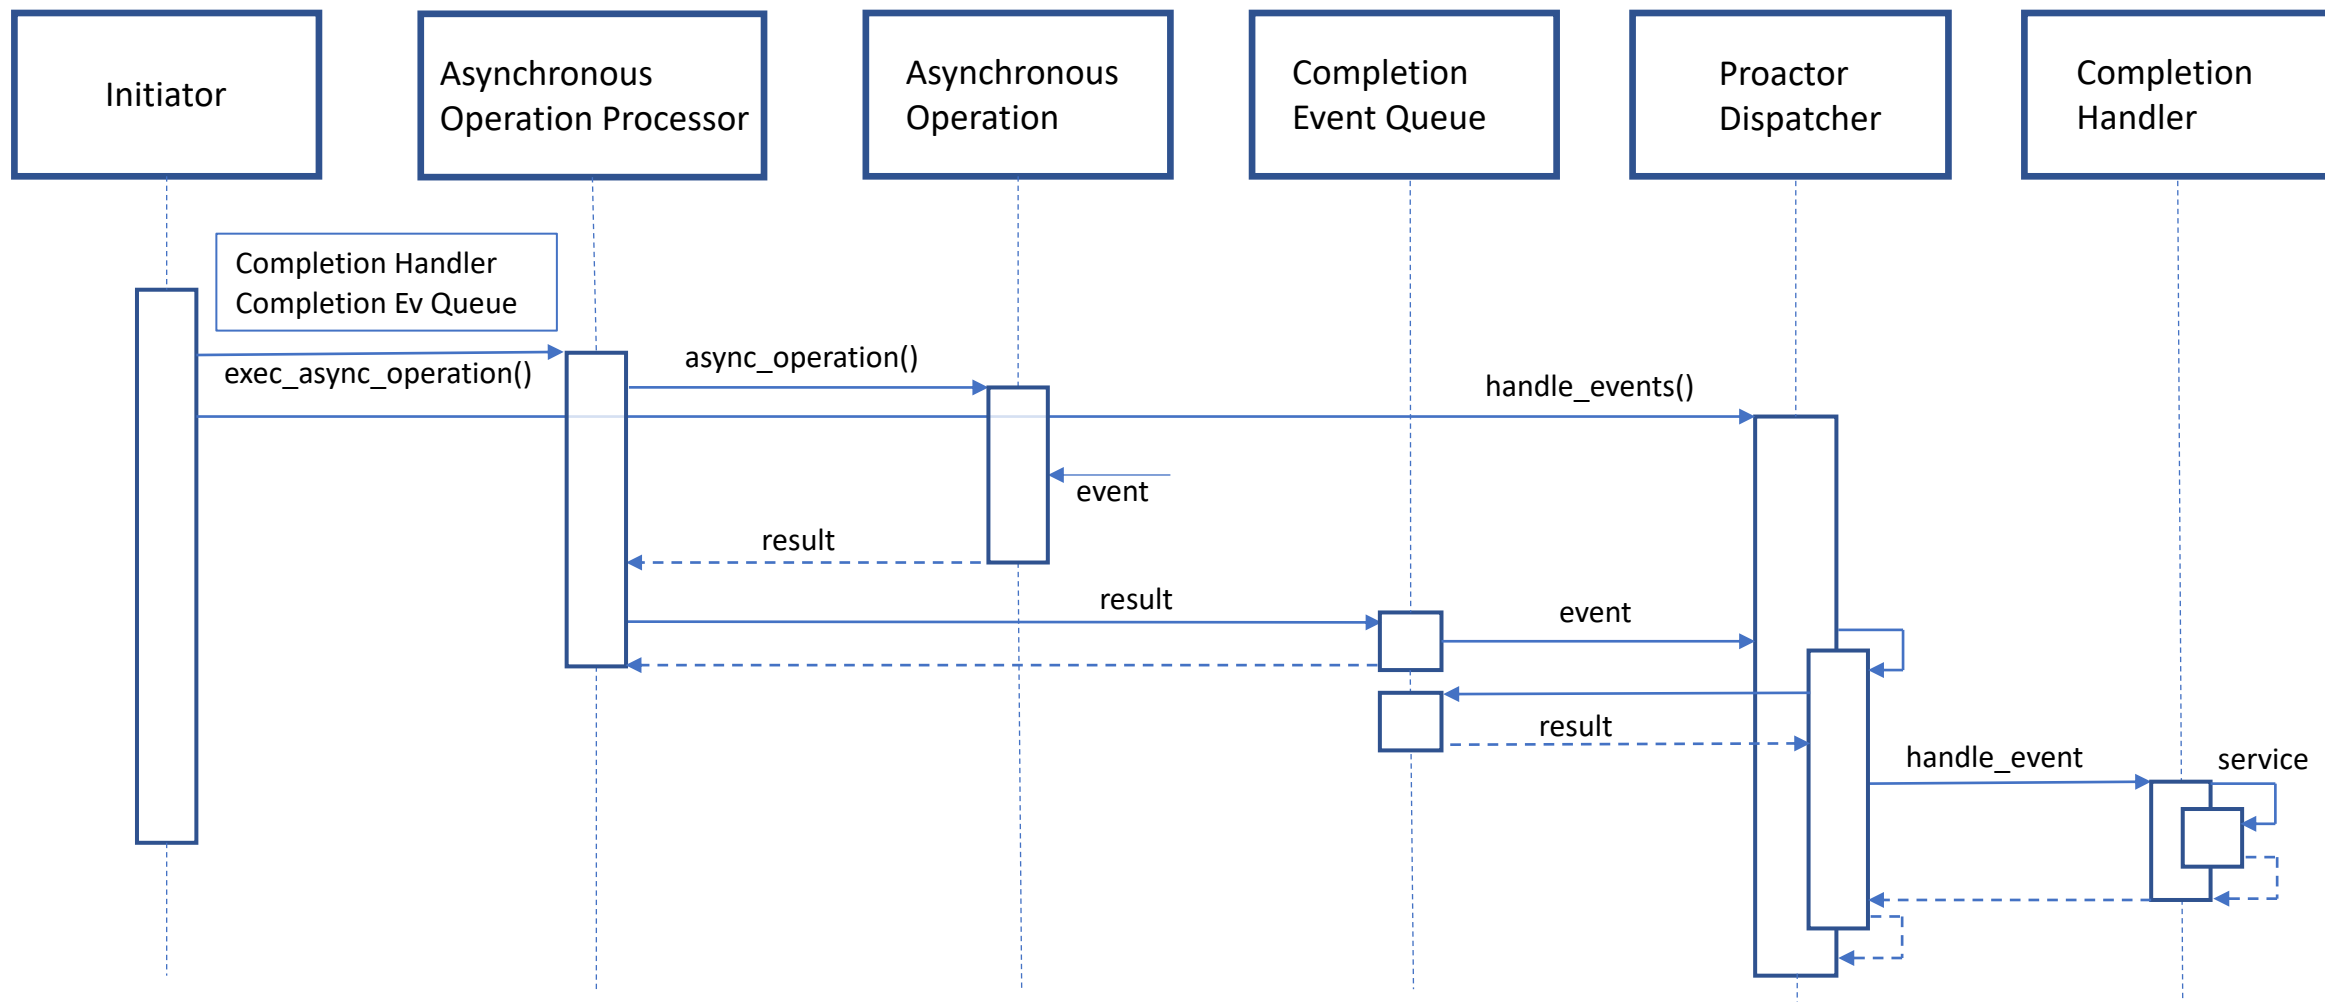 Initiator
Asynchronous
Operation Processor
Asynchronous
Operation
Completion
Event Queue
Proactor
Dispatcher
Completion
Handler
Completion Handler
Completion Ev Queue
exec_async_operation()
async_operation()
handle_events()
event
result
result
event
result
handle_event
service